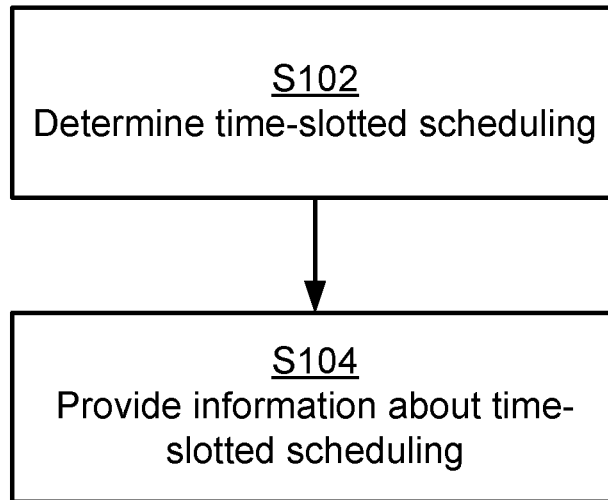 S102
Determine time-slotted scheduling
S104
Provide information about time-
slotted scheduling